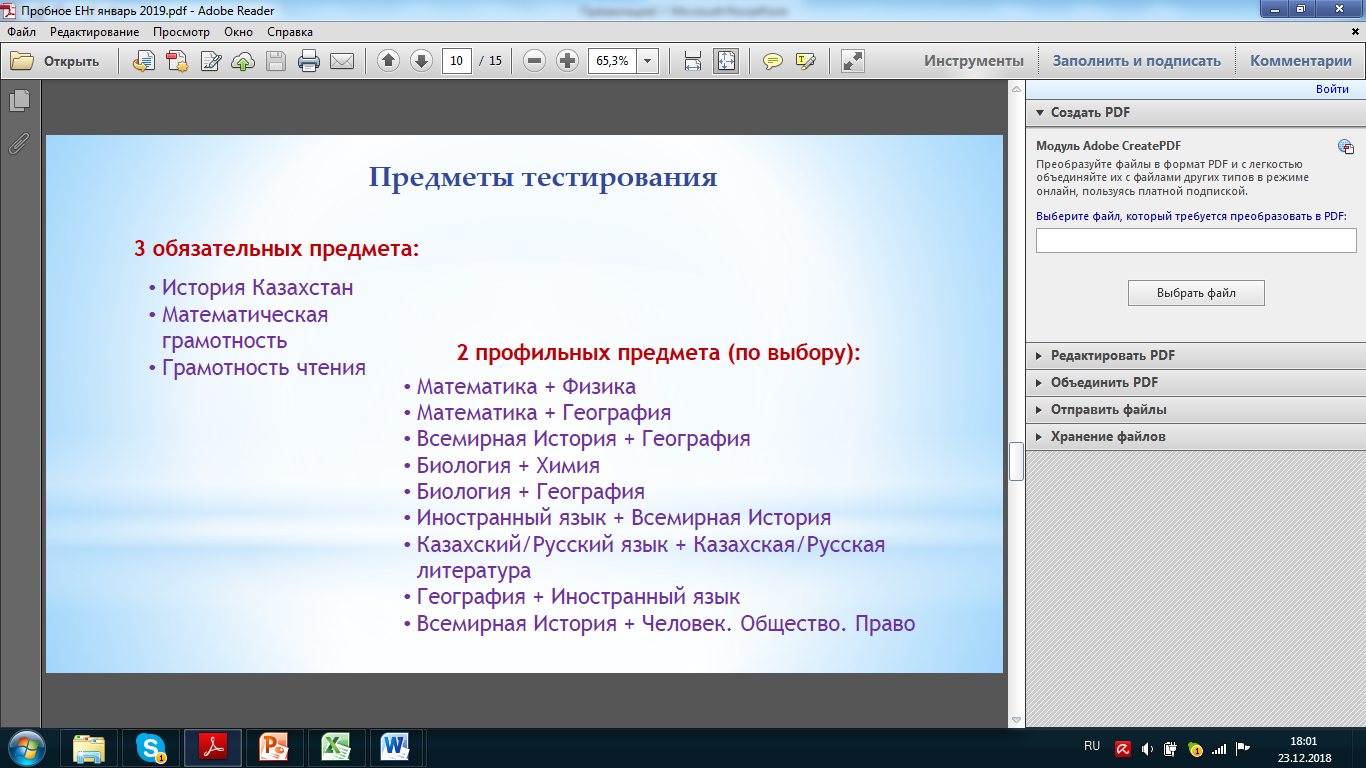 Пробное ЕНт январь 2019.pdf - Adobe Reader
Презентация1 - Microsoft PowerPoint
Файл Редактирование Просмотр Окно Справка
Открыть 10 / 15 65,3% Инструменты Заполнить и подписать Комментарии
Войти
Создать PDF
Модуль Adobe CreatePDF
Преобразуйте файлы в формат PDF и с легкостью
объединяйте их с файлами других типов в режиме
онлайн, пользуясь платной подпиской.
Выберите файл, который требуется преобразовать в PDF:
Выбрать файл
Редактировать PDF
Объединить PDF
Отправить файлы
Хранение файлов
Предметы тестирования
3 обязательных предмета:
• История Казахстан
• Математическая
грамотность
• Грамотность чтения
2 профильных предмета (по выбору):
• Математика + Физика
• Математика + География
• Всемирная История + География
• Биология + Химия
• Биология + География
• Иностранный язык + Всемирная История
• Казахский/Русский язык + Казахская/Русская
литература
• География + Иностранный язык
• Всемирная История + Человек. Общество. Право
RU
18:01
23.12.2018